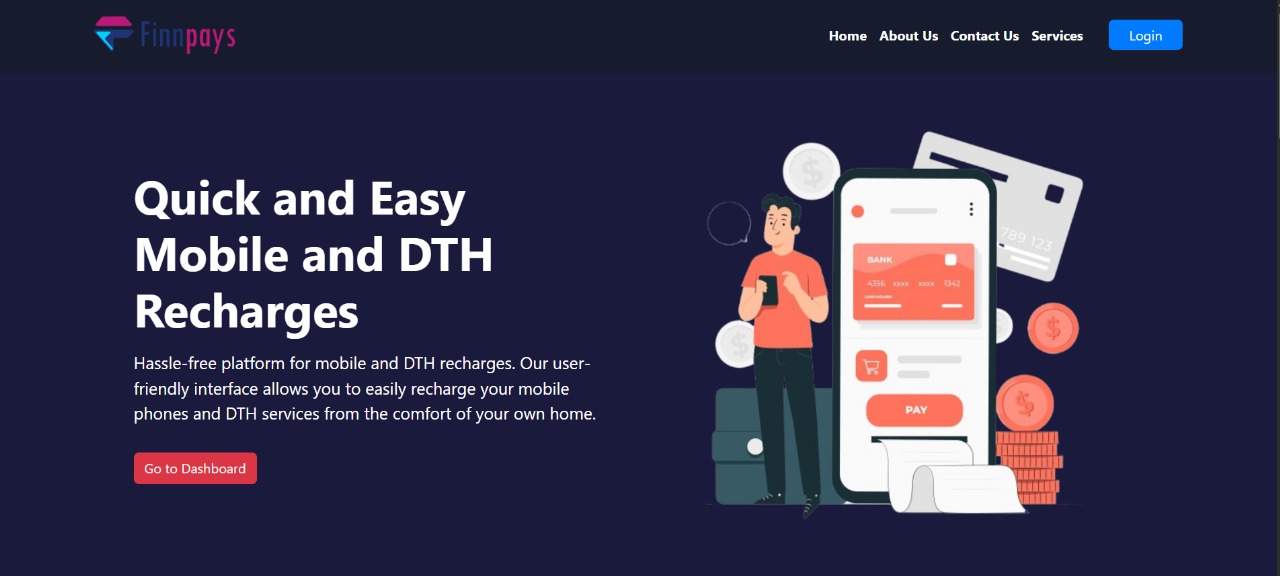 Finnpays
Home About Us Contact Us Services Login
Quick and Easy
Mobile and DTH
Recharges
Hassle-free platform for mobile and DTH recharges. Our user-
friendly interface allows you to easily recharge your mobile
phones and DTH services from the comfort of your own home.
Go to Dashboard
789 123
BANK
4356 xxxx xxxx 1342
PAY